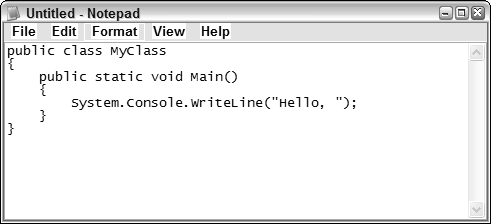 Untitled - Notepad
File Edit Format View Help
public class MyClass
{
    public static void Main()
    {
        System.Console.WriteLine("Hello, ");
    }
}